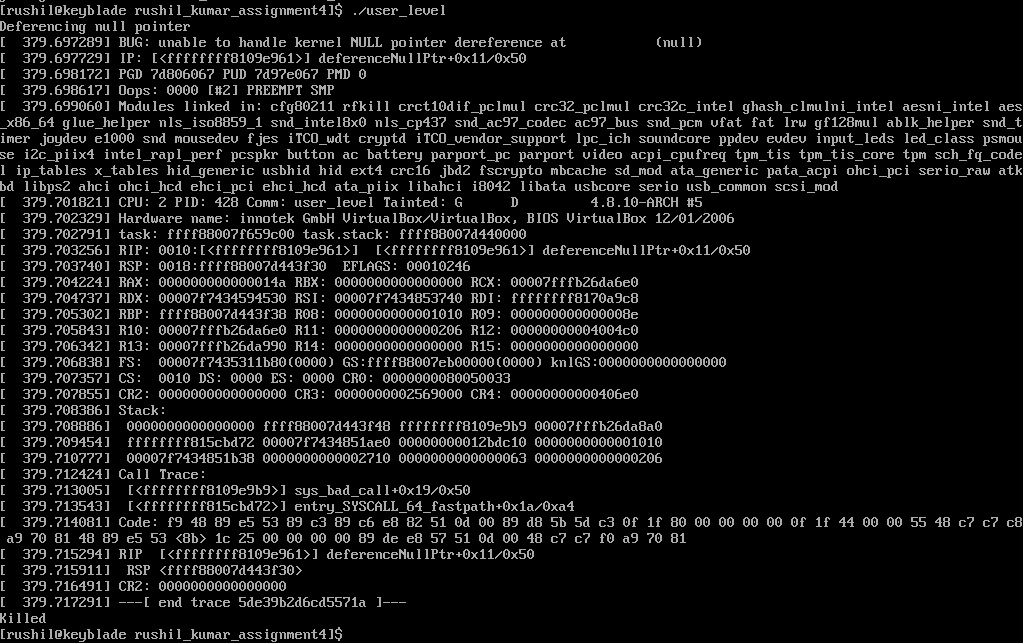 [rushil@keyblade rushil_kumar_assignment4]$ ./user_level
Deferencing null pointer
[  379.697289] BUG: unable to handle kernel NULL pointer dereference at           (null)
[  379.697729] IP: [<ffffffff8109e961>] deferenceNullPtr+0x11/0x50
[  379.698172] PGD 7d806067 PUD 7d97e067 PMD 0
[  379.698617] Oops: 0000 [#2] PREEMPT SMP
[  379.699060] Modules linked in: cfg80211 rfkill crct10dif_pclmul crc32_pclmul crc32c_intel ghash_clmulni_intel aesni_intel aes
_x86_64 glue_helper nls_iso8859_1 snd_intel8x0 nls_cp437 snd_ac97_codec ac97_bus snd_pcm vfat fat lrw gf128mul ablk_helper snd_t
imer joydev e1000 snd mousedev fjes iTCO_wdt cryptd iTCO_vendor_support lpc_ich soundcore ppdev evdev input_leds led_class psmou
se i2c_piix4 intel_rapl_perf pcspkr button ac battery parport_pc parport video acpi_cpufreq tpm_tis tpm_tis_core tpm sch_fq_code
l ip_tables x_tables hid_generic usbhid hid ext4 crc16 jbd2 fscrypto mbcache sd_mod ata_generic pata_acpi ohci_pci serio_raw atk
bd libps2 ahci ohci_hcd ehci_pci ehci_hcd ata_piix libahci i8042 libata usbcore serio usb_common scsi_mod
[  379.701821] CPU: 2 PID: 428 Comm: user_level Tainted: G      D         4.8.10-ARCH #5
[  379.702329] Hardware name: innotek GmbH VirtualBox/VirtualBox, BIOS VirtualBox 12/01/2006
[  379.702791] task: ffff88007f659c00 task.stack: ffff88007d440000
[  379.703256] RIP: 0010:[<ffffffff8109e961>]  [<ffffffff8109e961>] deferenceNullPtr+0x11/0x50
[  379.703740] RSP: 0018:ffff88007d443f30  EFLAGS: 00010246
[  379.704224] RAX: 000000000000014a RBX: 0000000000000000 RCX: 00007fffb26da6e0
[  379.704737] RDX: 00007f7434594530 RSI: 00007f7434853740 RDI: ffffffff8170a9c8
[  379.705302] RBP: ffff88007d443f38 R08: 0000000000001010 R09: 000000000000008e
[  379.705843] R10: 00007fffb26da6e0 R11: 0000000000000206 R12: 00000000004004c0
[  379.706342] R13: 00007fffb26da990 R14: 0000000000000000 R15: 0000000000000000
[  379.706838] FS:  00007f7435311b80(0000) GS:ffff88007eb00000(0000) knlGS:0000000000000000
[  379.707357] CS:  0010 DS: 0000 ES: 0000 CR0: 0000000080050033
[  379.707855] CR2: 0000000000000000 CR3: 0000000002569000 CR4: 00000000000406e0
[  379.708386] Stack:
[  379.708886]  0000000000000000 ffff88007d443f48 ffffffff8109e9b9 00007fffb26da8a0
[  379.709454]  ffffffff815cbd72 00007f7434851ae0 00000000012bdc10 0000000000001010
[  379.710777]  00007f7434851b38 0000000000002710 0000000000000063 0000000000000206
[  379.712424] Call Trace:
[  379.713005]  [<ffffffff8109e9b9>] sys_bad_call+0x19/0x50
[  379.713543]  [<ffffffff815cbd72>] entry_SYSCALL_64_fastpath+0x1a/0xa4
[  379.714081] Code: f9 48 89 e5 53 89 c3 89 c6 e8 82 51 0d 00 89 d8 5b 5d c3 0f 1f 80 00 00 00 00 0f 1f 44 00 00 55 48 c7 c7 c8
 a9 70 81 48 89 e5 53 <8b> 1c 25 00 00 00 00 89 de e8 57 51 0d 00 48 c7 c7 f0 a9 70 81
[  379.715294] RIP  [<ffffffff8109e961>] deferenceNullPtr+0x11/0x50
[  379.715911]  RSP <ffff88007d443f30>
[  379.716491] CR2: 0000000000000000
[  379.717291] ---[ end trace 5de39b2d6cd5571a ]---
Killed
[rushil@keyblade rushil_kumar_assignment4]$